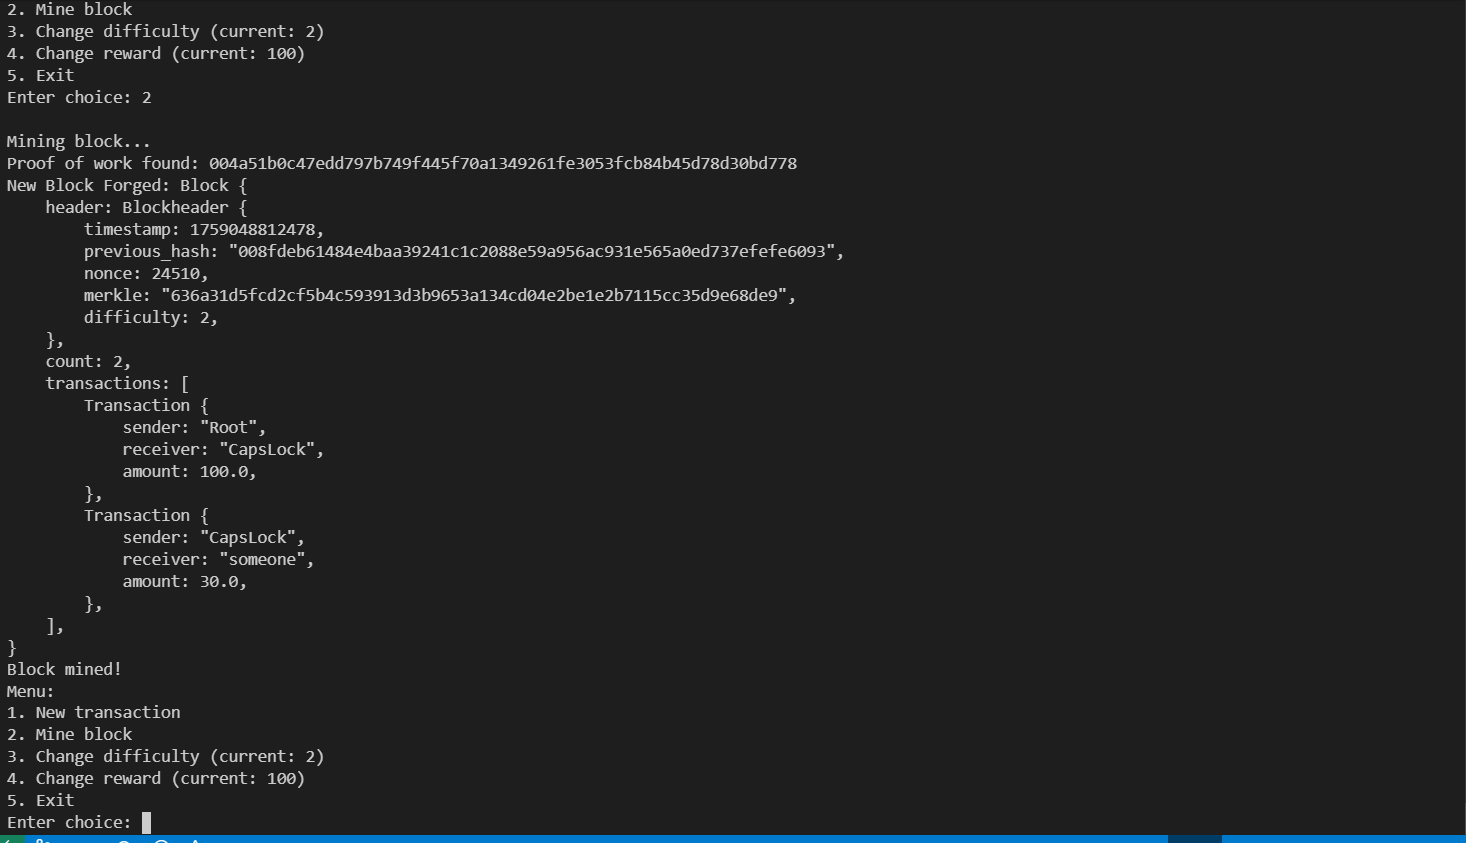 2. Mine block
3. Change difficulty (current: 2)
4. Change reward (current: 100)
5. Exit
Enter choice: 2
Mining block...
Proof of work found: 004a51b0c47edd797b749f445f70a1349261fe3053fcb84b45d78d30bd778
New Block Forged: Block {
    header: Blockheader {
        timestamp: 1759048812478,
        previous_hash: "008fdeb61484e4baa39241c1c2088e59a956ac931e565a0ed737efefe6093",
        nonce: 24510,
        merkle: "636a31d5fcd2cf5b4c593913d3b9653a134cd04e2be1e2b7115cc35d9e68de9",
        difficulty: 2,
    },
    count: 2,
    transactions: [
        Transaction {
            sender: "Root",
            receiver: "CapsLock",
            amount: 100.0,
        },
        Transaction {
            sender: "CapsLock",
            receiver: "someone",
            amount: 30.0,
        },
    ],
}
Block mined!
Menu:
1. New transaction
2. Mine block
3. Change difficulty (current: 2)
4. Change reward (current: 100)
5. Exit
Enter choice: